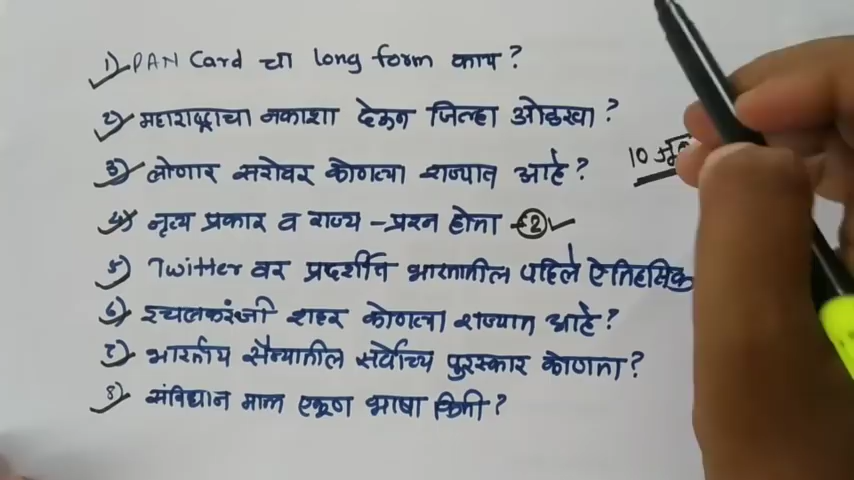 1) PAN Card चा long form काय?
2) महाराष्ट्राचा नकाशा देऊन जिल्हा ओळखा?
10 जून
3) लोणार सरोवर कोणत्या राज्यात आहे?
4) नृत्य प्रकार व राज्य - प्रश्न होता - 2
5) Twitter वर प्रदर्शीत भारतातील पहिले ऐतिहासिक
6) इचलकरंजी शहर कोणत्या राज्यात आहे?
7) भारतीय सैन्यातील सर्वोच्च पुरस्कार कोणता?
8) संविधान मान्य एकूण भाषा किती?